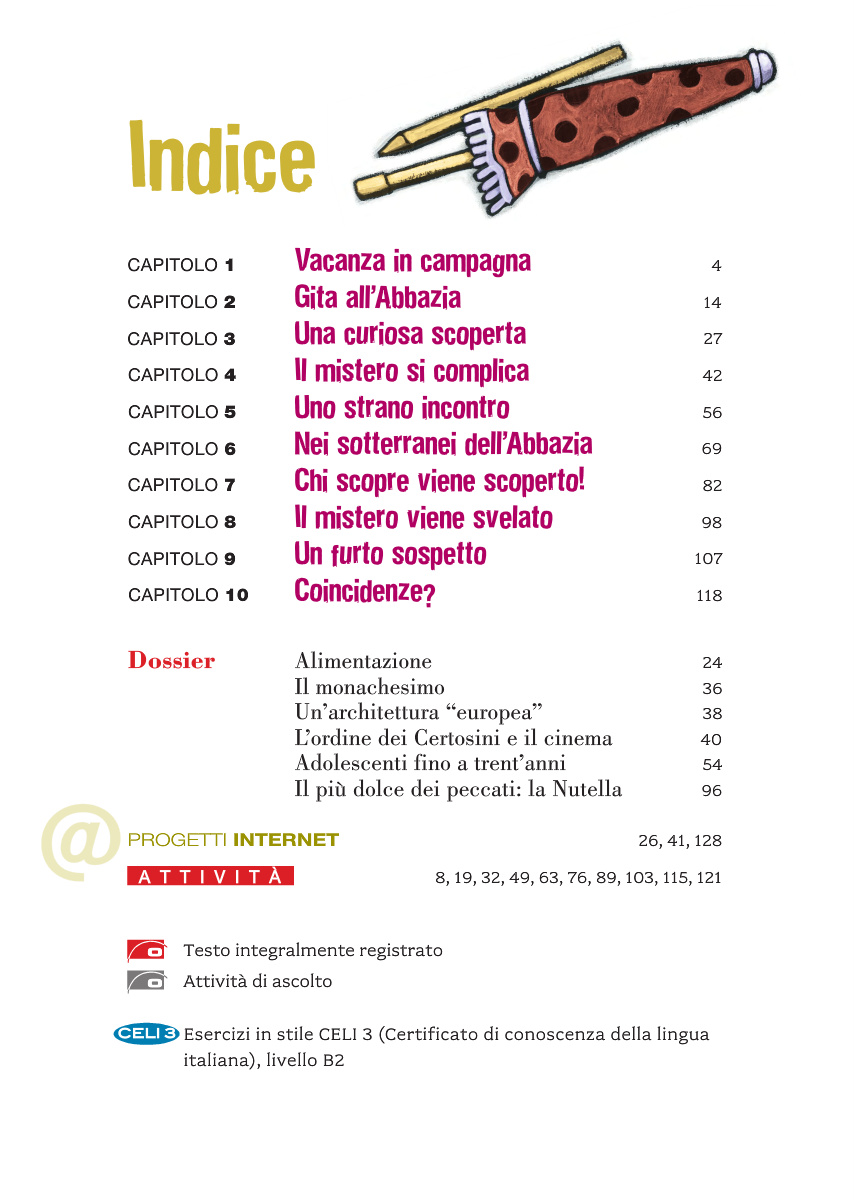 Indice
CAPITOLO 1 Vacanza in campagna 4
CAPITOLO 2 Gita all'Abbazia 14
CAPITOLO 3 Una curiosa scoperta 27
CAPITOLO 4 Il mistero si complica 42
CAPITOLO 5 Uno strano incontro 56
CAPITOLO 6 Nei sotterranei dell'Abbazia 69
CAPITOLO 7 Chi scopre viene scoperto! 82
CAPITOLO 8 Il mistero viene svelato 98
CAPITOLO 9 Un furto sospetto 107
CAPITOLO 10 Coincidenze? 118
Dossier Alimentazione 24
Il monachesimo 36
Un'architettura “europea” 38
L'ordine dei Certosini e il cinema 40
Adolescenti fino a trent'anni 54
Il più dolce dei peccati: la Nutella 96
@ PROGETTI INTERNET 26, 41, 128
ATTIVITÀ 8, 19, 32, 49, 63, 76, 89, 103, 115, 121
Testo integralmente registrato
Attività di ascolto
CELI 3 Esercizi in stile CELI 3 (Certificato di conoscenza della lingua
italiana), livello B2